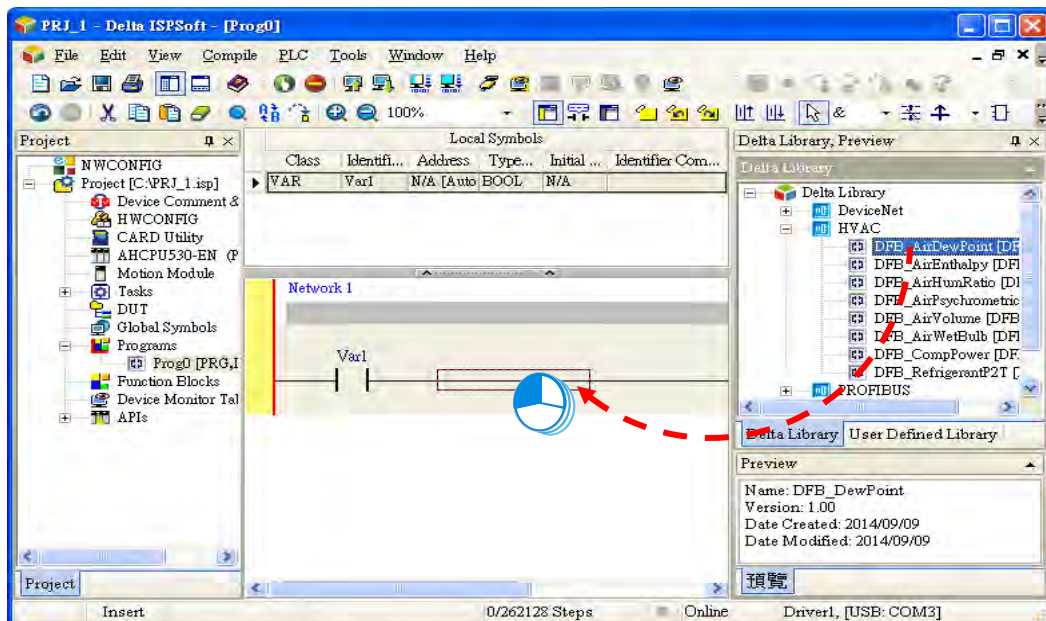 PRJ_1 - Delta ISPSoft - [Prog0]
File Edit View Compile PLC Tools Window Help
100%
Project
NWCONFIG
Project [C:\PRJ_1.isp]
Device Comment &
HWCONFIG
CARD Utility
AHCPU530-EN (P
Motion Module
Tasks
DUT
Global Symbols
Programs
Prog0 [PRG,I
Function Blocks
Device Monitor Tal
APIs
Project
Local Symbols
Class Identifi... Address Type... Initial ... Identifier Com...
VAR Var1 N/A [Auto BOOL N/A
Network 1
Var1
Delta Library, Preview
Delta Library
Delta Library
DeviceNet
HVAC
DFB_AirDewPoint [DF
DFB_AirEnthalpy [DFI
DFB_AirHumRatio [DI
DFB_AirPsychrometric
DFB_AirVolume [DFB
DFB_AirWetBulb [DFI
DFB_CompPower [DF.
DFB_RefrigerantP2T [
PROFIBUS
Delta Library User Defined Library
Preview
Name: DFB_DewPoint
Version: 1.00
Date Created: 2014/09/09
Date Modified: 2014/09/09
預覽
Insert 0/262128 Steps Online Driver1, [USB: COM3]